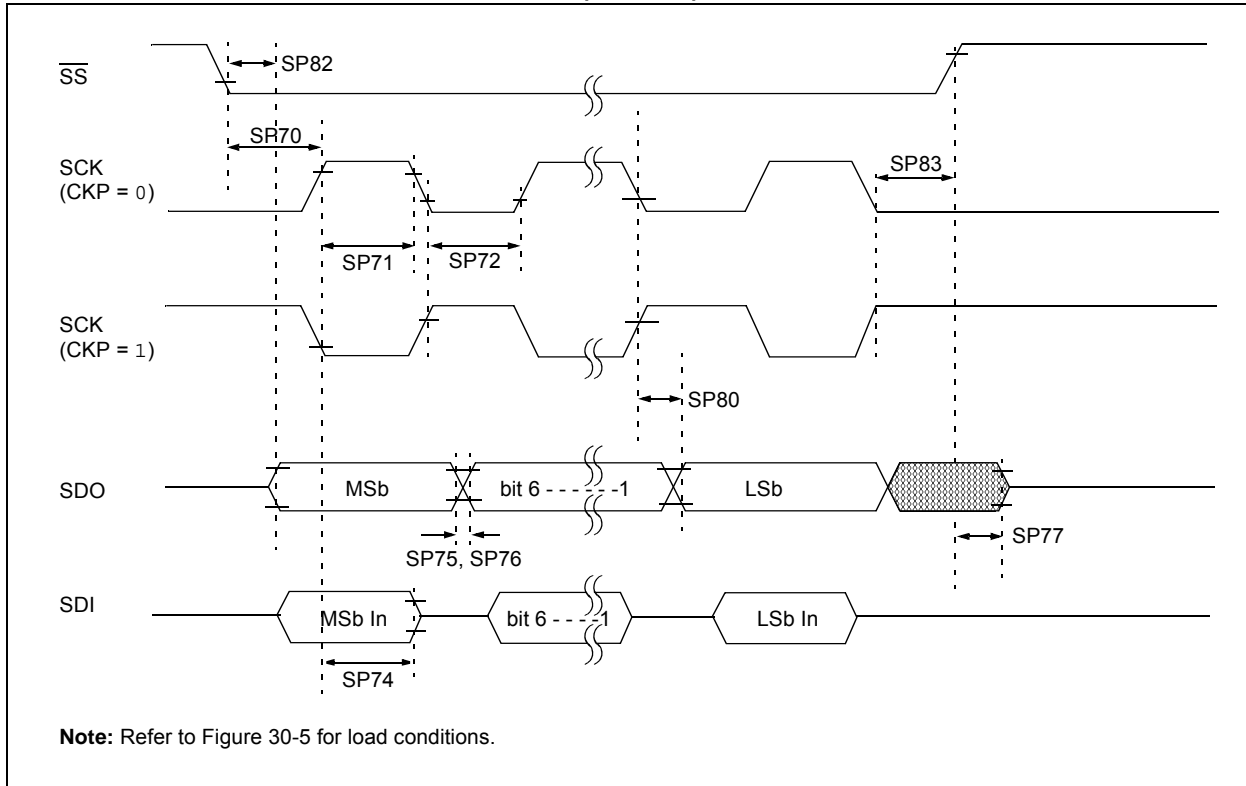 SS
SP82
SP70
SCK
(CKP = 0)
SP83
SP71
SP72
SCK
(CKP = 1)
SP80
SDO
MSb
bit 6 - - - - - -1
LSb
SP75, SP76
SP77
SDI
MSb In
bit 6 - - - -1
LSb In
SP74
Note: Refer to Figure 30-5 for load conditions.